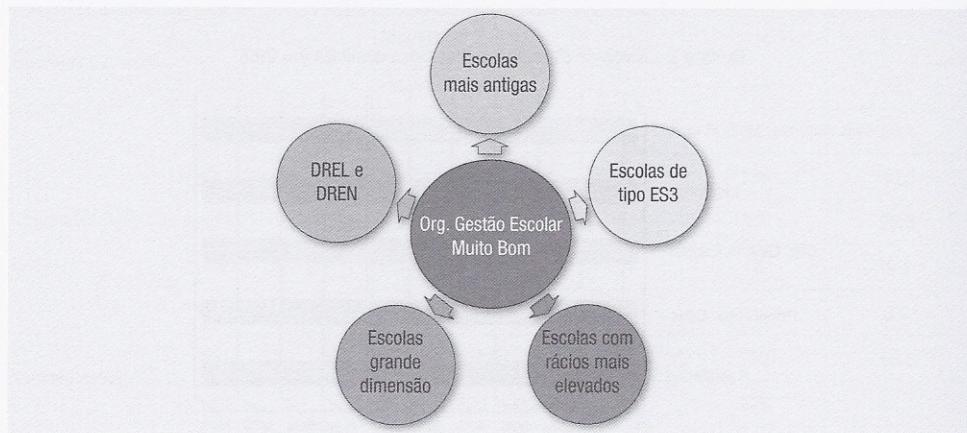 Escolas
mais antigas
DREL e
DREN
Escolas de
tipo ES3
Org. Gestão Escolar
Muito Bom
Escolas
grande
dimensão
Escolas com
rácios mais
elevados